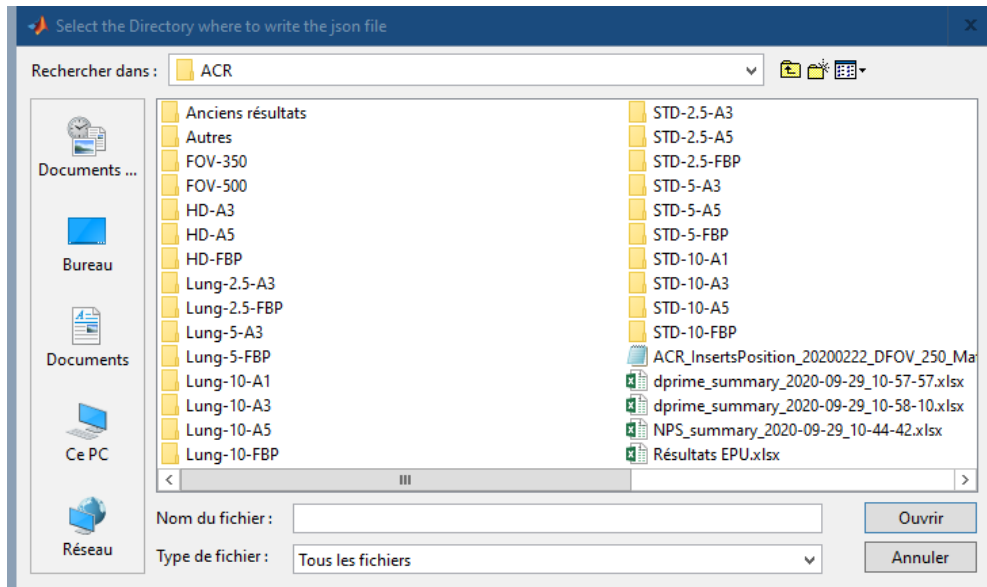 Select the Directory where to write the json file
Rechercher dans :
ACR
Documents ...
Bureau
Documents
Ce PC
Réseau
Anciens résultats
Autres
FOV-350
FOV-500
HD-A3
HD-A5
HD-FBP
Lung-2.5-A3
Lung-2.5-FBP
Lung-5-A3
Lung-5-FBP
Lung-10-A1
Lung-10-A3
Lung-10-A5
Lung-10-FBP
STD-2.5-A3
STD-2.5-A5
STD-2.5-FBP
STD-5-A3
STD-5-A5
STD-5-FBP
STD-10-A1
STD-10-A3
STD-10-A5
STD-10-FBP
ACR_InsertsPosition_20200222_DFOV_250_Ma
dprime_summary_2020-09-29_10-57-57.xlsx
dprime_summary_2020-09-29_10-58-10.xlsx
NPS_summary_2020-09-29_10-44-42.xlsx
Résultats EPU.xlsx
Nom du fichier :
Ouvrir
Type de fichier :
Tous les fichiers
Annuler